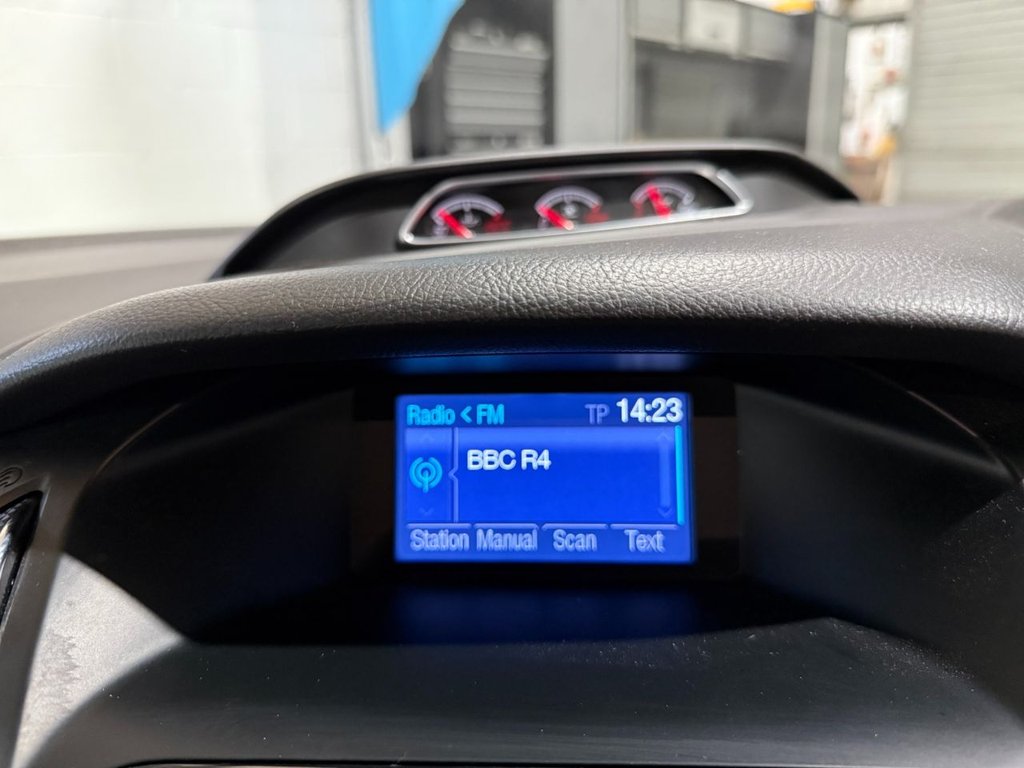 Radio < FM TP 14:23
BBC R4
Station Manual Scan Text